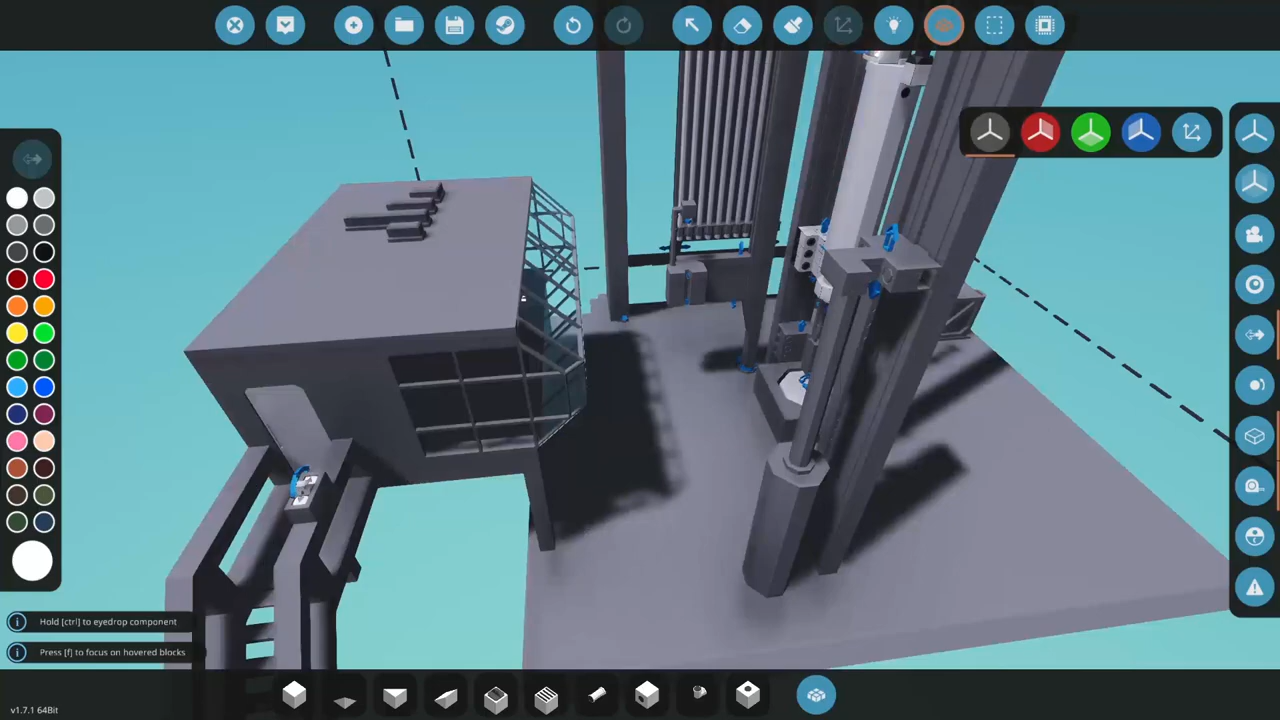 Hold [ctrl] to eyedrop component
Press [f] to focus on hovered blocks
v1.7.1 64Bit